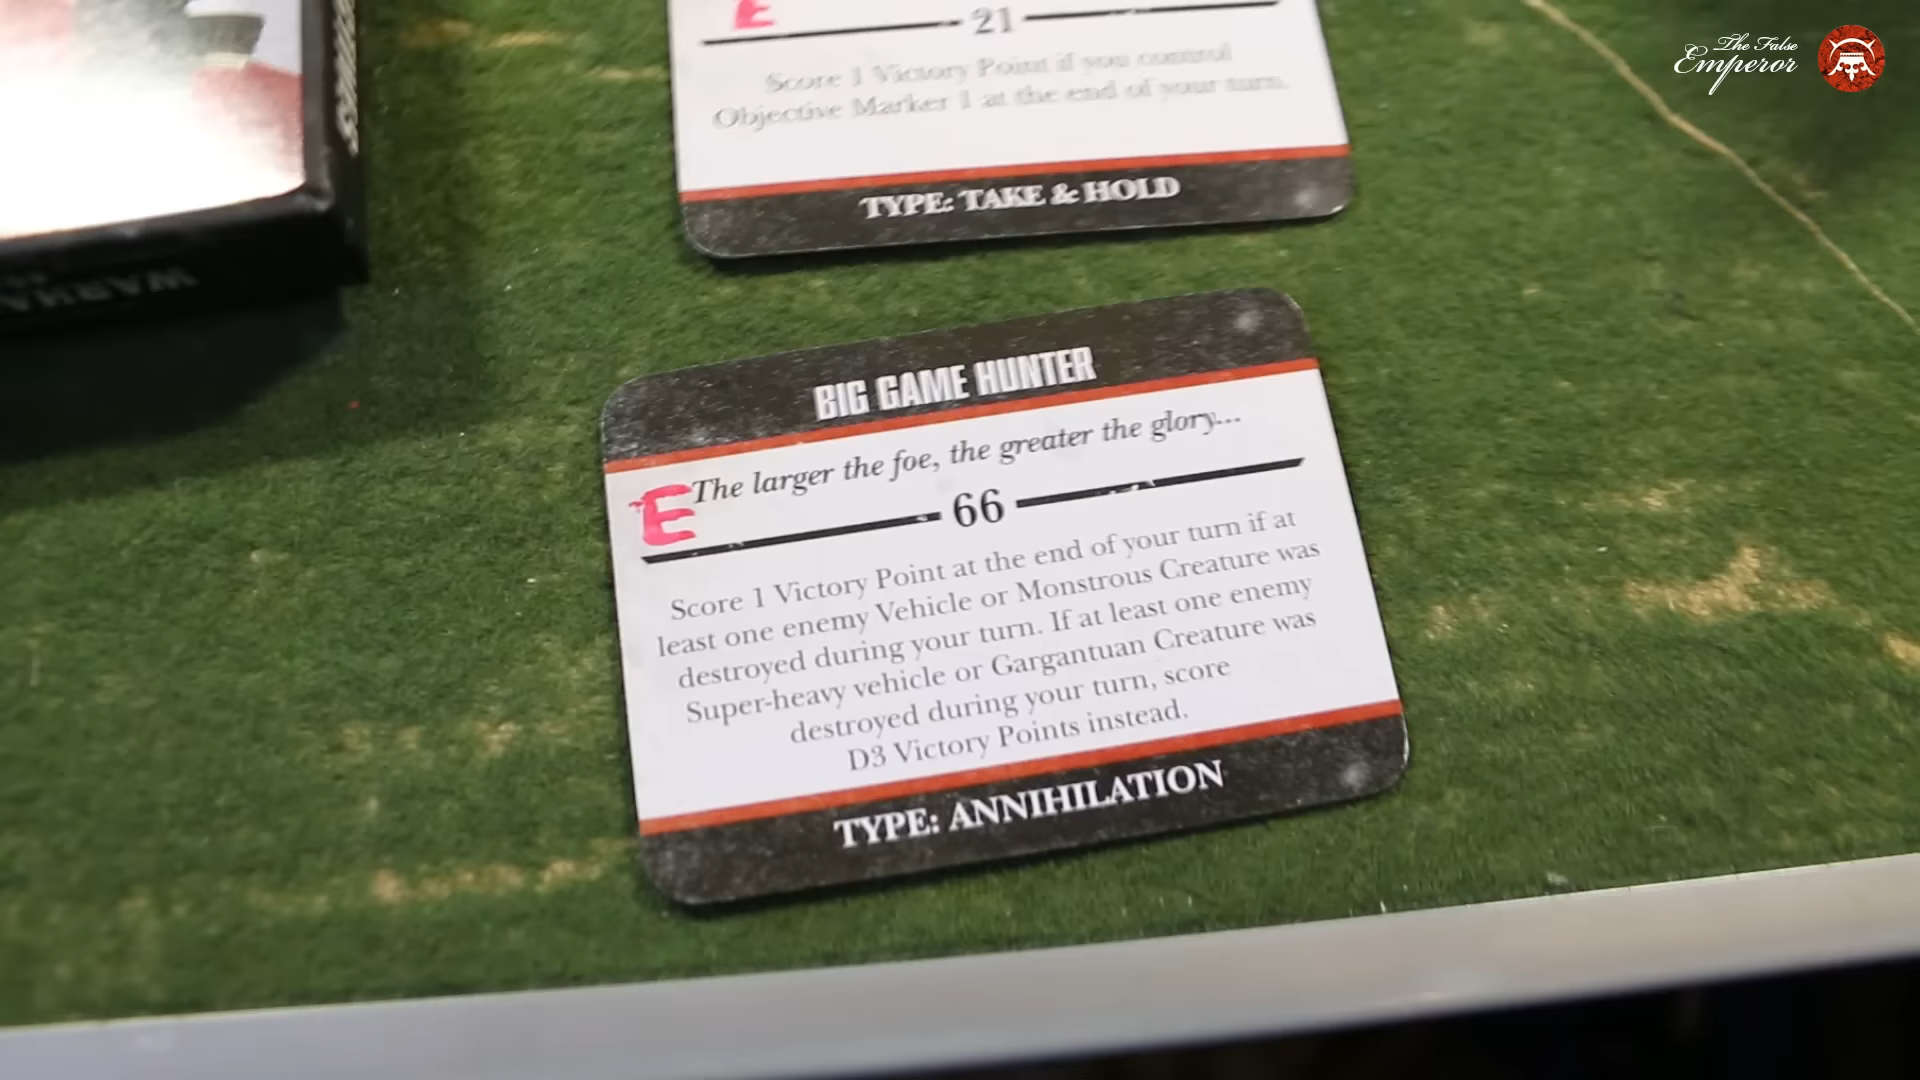 The False
Emperor
E
21
Score 1 Victory Point if you control
Objective Marker 1 at the end of your turn.
TYPE: TAKE & HOLD
BIG GAME HUNTER
The larger the foe, the greater the glory...
E
66
Score 1 Victory Point at the end of your turn if at
least one enemy Vehicle or Monstrous Creature was
destroyed during your turn. If at least one enemy
Super-heavy vehicle or Gargantuan Creature was
destroyed during your turn, score
D3 Victory Points instead.
TYPE: ANNIHILATION